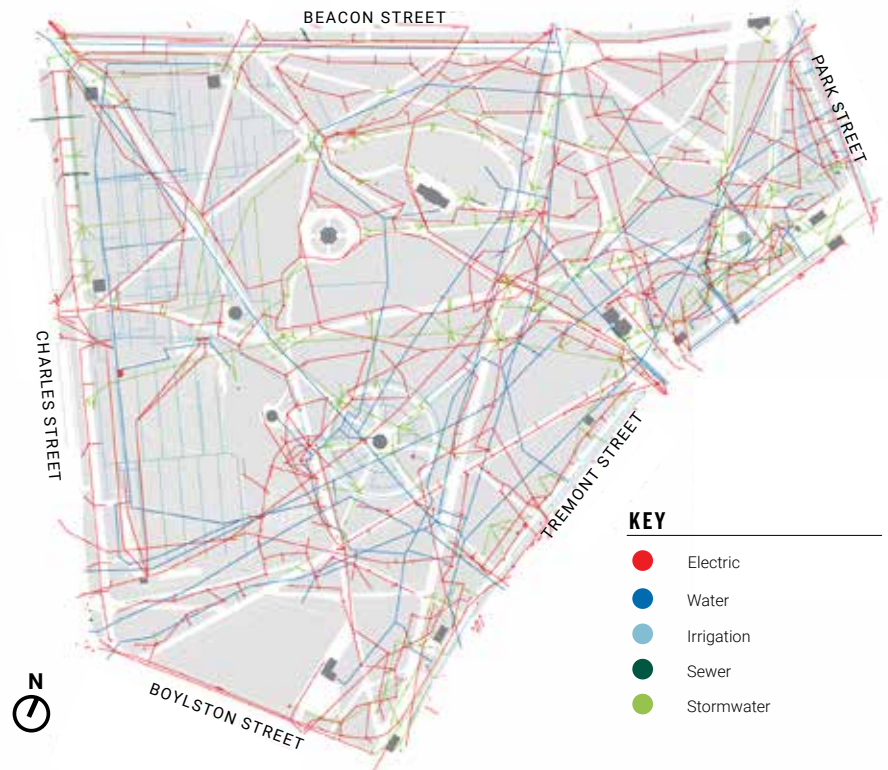 BEACON STREET
PARK STREET
CHARLES STREET
TREMONT STREET
BOYLSTON STREET
N
KEY
Electric
Water
Irrigation
Sewer
Stormwater